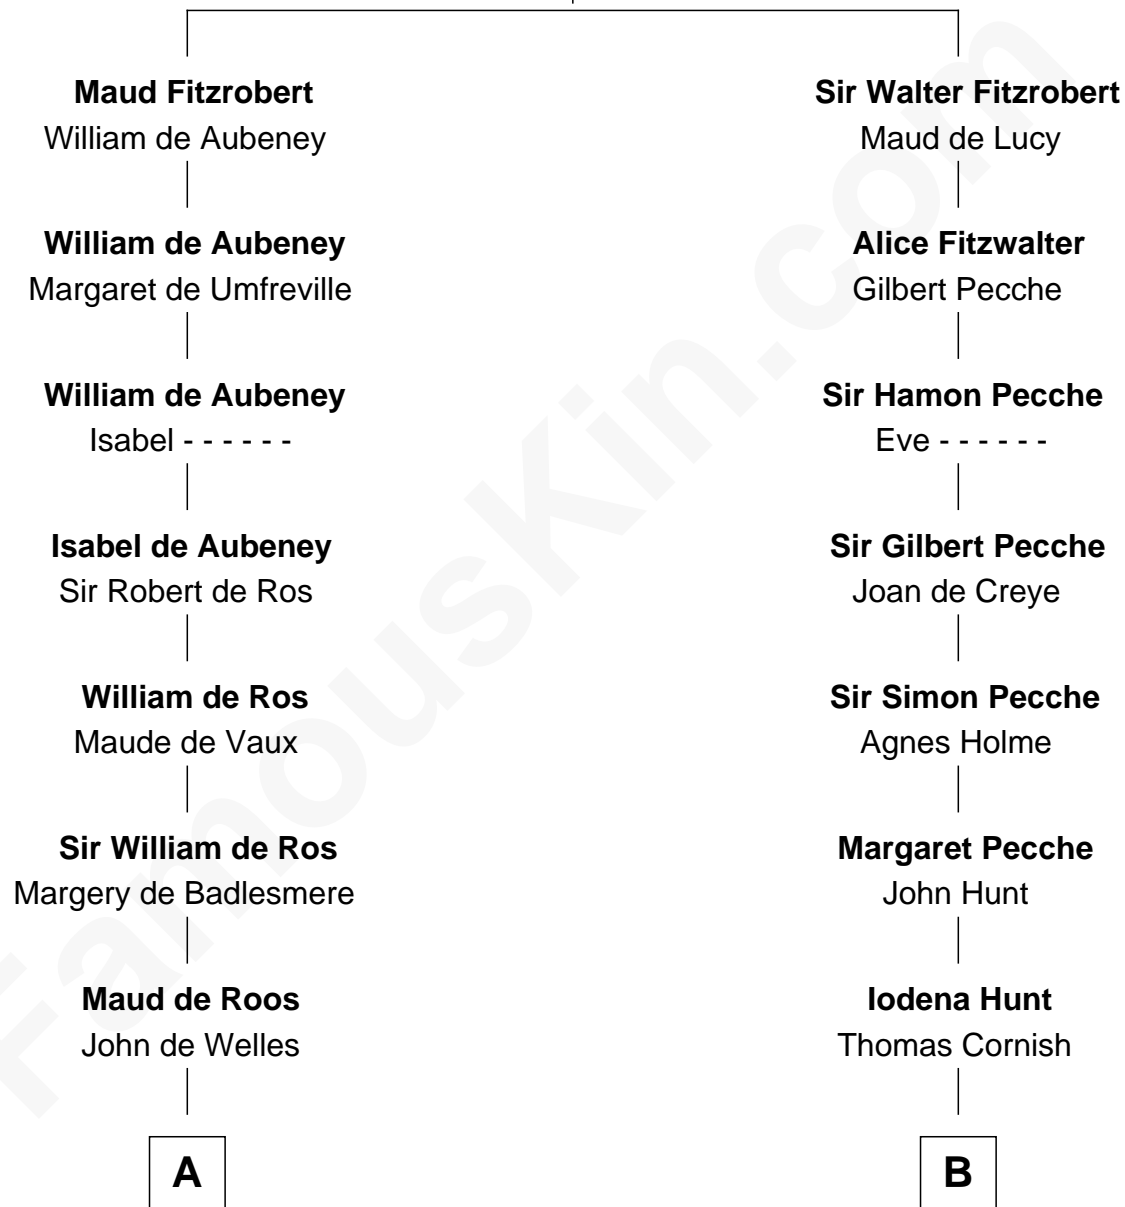 Maud Fitzrobert
William de Aubeney
William de Aubeney
Margaret de Umfreville
William de Aubeney
Isabel - - - - - -
Isabel de Aubeney
Sir Robert de Ros
William de Ros
Maude de Vaux
Sir William de Ros
Margery de Badlesmere
Maud de Roos
John de Welles
A
Sir Walter Fitzrobert
Maud de Lucy
Alice Fitzwalter
Gilbert Pecche
Sir Hamon Pecche
Eve - - - - - -
Sir Gilbert Pecche
Joan de Creye
Sir Simon Pecche
Agnes Holme
Margaret Pecche
John Hunt
Iodena Hunt
Thomas Cornish
B
FamousKin.com